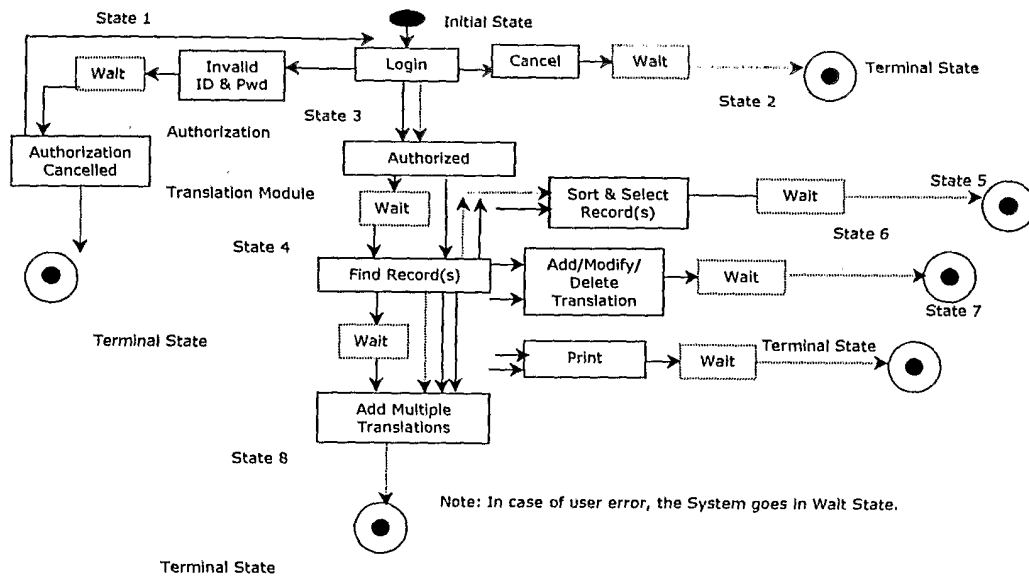 State 1
Initial State
Wait
Invalid
ID & Pwd
Login
Cancel
Wait
Terminal State
State 2
State 3
Authorization
Authorization
Cancelled
Authorized
Translation Module
Wait
Sort & Select
Record(s)
Wait
State 5
State 6
State 4
Find Record(s)
Add/Modify/
Delete
Translation
Wait
State 7
Terminal State
Wait
Print
Wait
Terminal State
Add Multiple
Translations
State 8
Note: In case of user error, the System goes in Wait State.
Terminal State